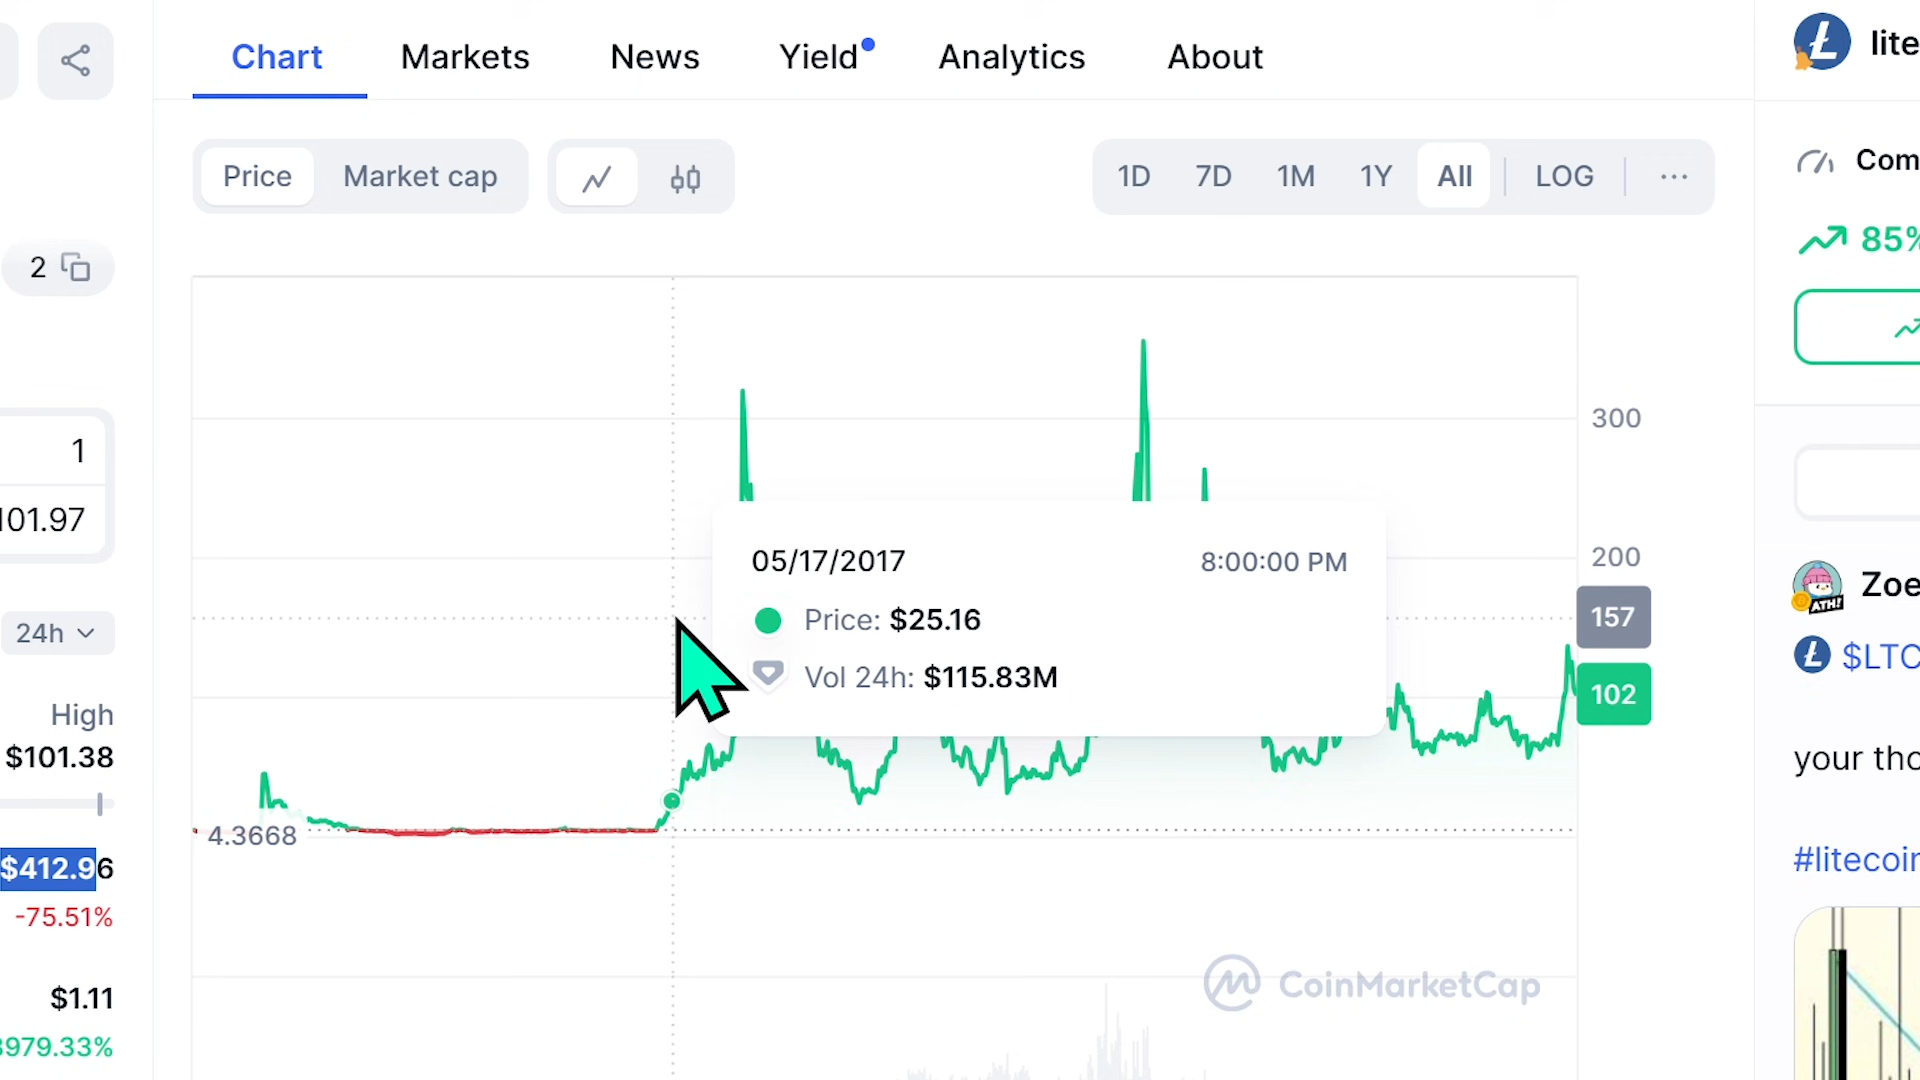 Chart Markets News Yield Analytics About
lite
Price Market cap
1D 7D 1M 1Y All LOG ...
Com
85%
2
300
1
101.97
200
05/17/2017 8:00:00 PM
Price: $25.16
Vol 24h: $115.83M
157
102
ATH!
Zoe
$LTC
24h
High
$101.38
your tho
4.3668
$412.96
-75.51%
#litecoin
$1.11
3979.33%
CoinMarketCap